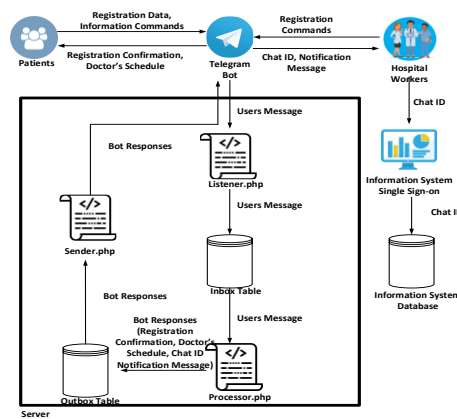 Registration Data,
Information Commands
Registration
Commands
Patients
Registration Confirmation,
Doctor's Schedule
Telegram
Bot
Chat ID, Notification
Message
Hospital
Workers
Users Message
Chat ID
Bot Responses
Listener.php
Information System
Single Sign-on
Users Message
Chat I
Sender.php
Inbox Table
Information System
Database
Bot Responses
Users Message
Bot Responses
(Registration
Confirmation, Doctor's
Schedule, Chat ID
Notification Message)
Outbox Table
Processor.php
Server